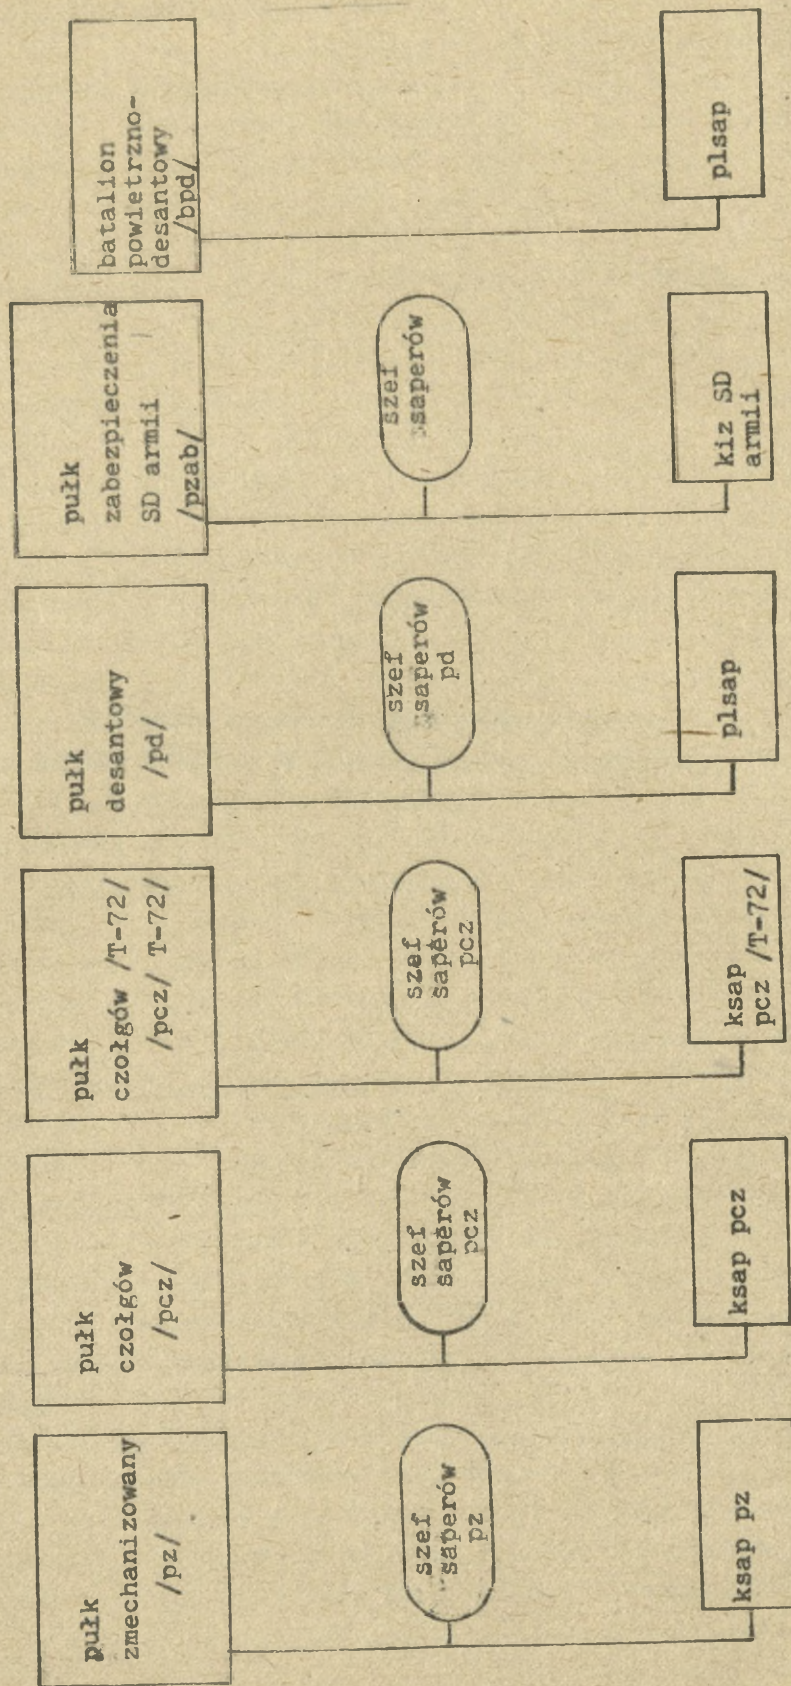 pułk
zmechanizowany
/pz/
pułk
czołgów
/pcz/
pułk
czołgów /T-72/
/pcz/ T-72/
pułk
desantowy
/pd/
pułk
zabezpieczenia
SD armii
/pzab/
batalion
powietrzno-
desantowy
/bpd/
szef
saperów
pz
szef
saperów
pcz
szef
saperów
pcz
szef
saperów
pd
szef
saperów
ksap pz
ksap pcz
ksap
pcz /T-72/
plsap
kiz SD
armii
plsap